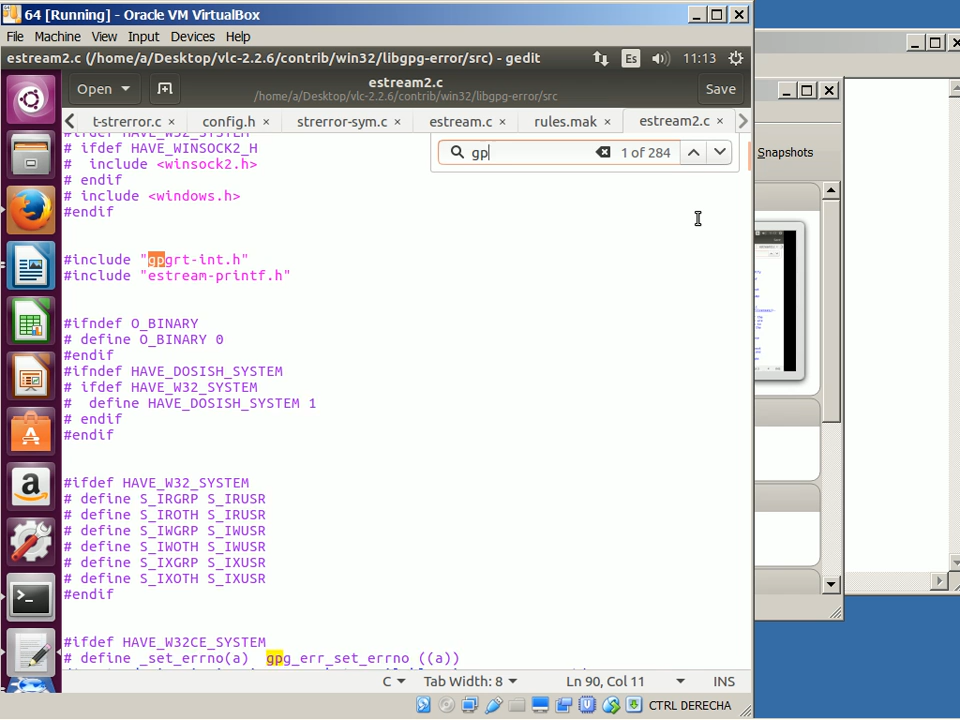 64 [Running] - Oracle VM VirtualBox
File Machine View Input Devices Help
estream2.c (/home/a/Desktop/vlc-2.2.6/contrib/win32/libgpg-error/src) - gedit
Es 11:13
Open
estream2.c
/home/a/Desktop/vlc-2.2.6/contrib/win32/libgpg-error/src
Save
t-strerror.c × config.h × strerror-sym.c × estream.c × rules.mak × estream2.c ×
gp 1 of 284
Snapshots
#ifdef HAVE_W32_SYSTEM
# ifdef HAVE_WINSOCK2_H
#  include <winsock2.h>
# endif
# include <windows.h>
#endif
#include "gpgrt-int.h"
#include "estream-printf.h"
#ifndef O_BINARY
# define O_BINARY 0
#endif
#ifndef HAVE_DOSISH_SYSTEM
# ifdef HAVE_W32_SYSTEM
#  define HAVE_DOSISH_SYSTEM 1
# endif
#endif
#ifdef HAVE_W32_SYSTEM
# define S_IRGRP S_IRUSR
# define S_IROTH S_IRUSR
# define S_IWGRP S_IWUSR
# define S_IWOTH S_IWUSR
# define S_IXGRP S_IXUSR
# define S_IXOTH S_IXUSR
#endif
#ifdef HAVE_W32CE_SYSTEM
# define _set_errno(a)  gpg_err_set_errno ((a))
C Tab Width: 8 Ln 90, Col 11 INS
CTRL DERECHA